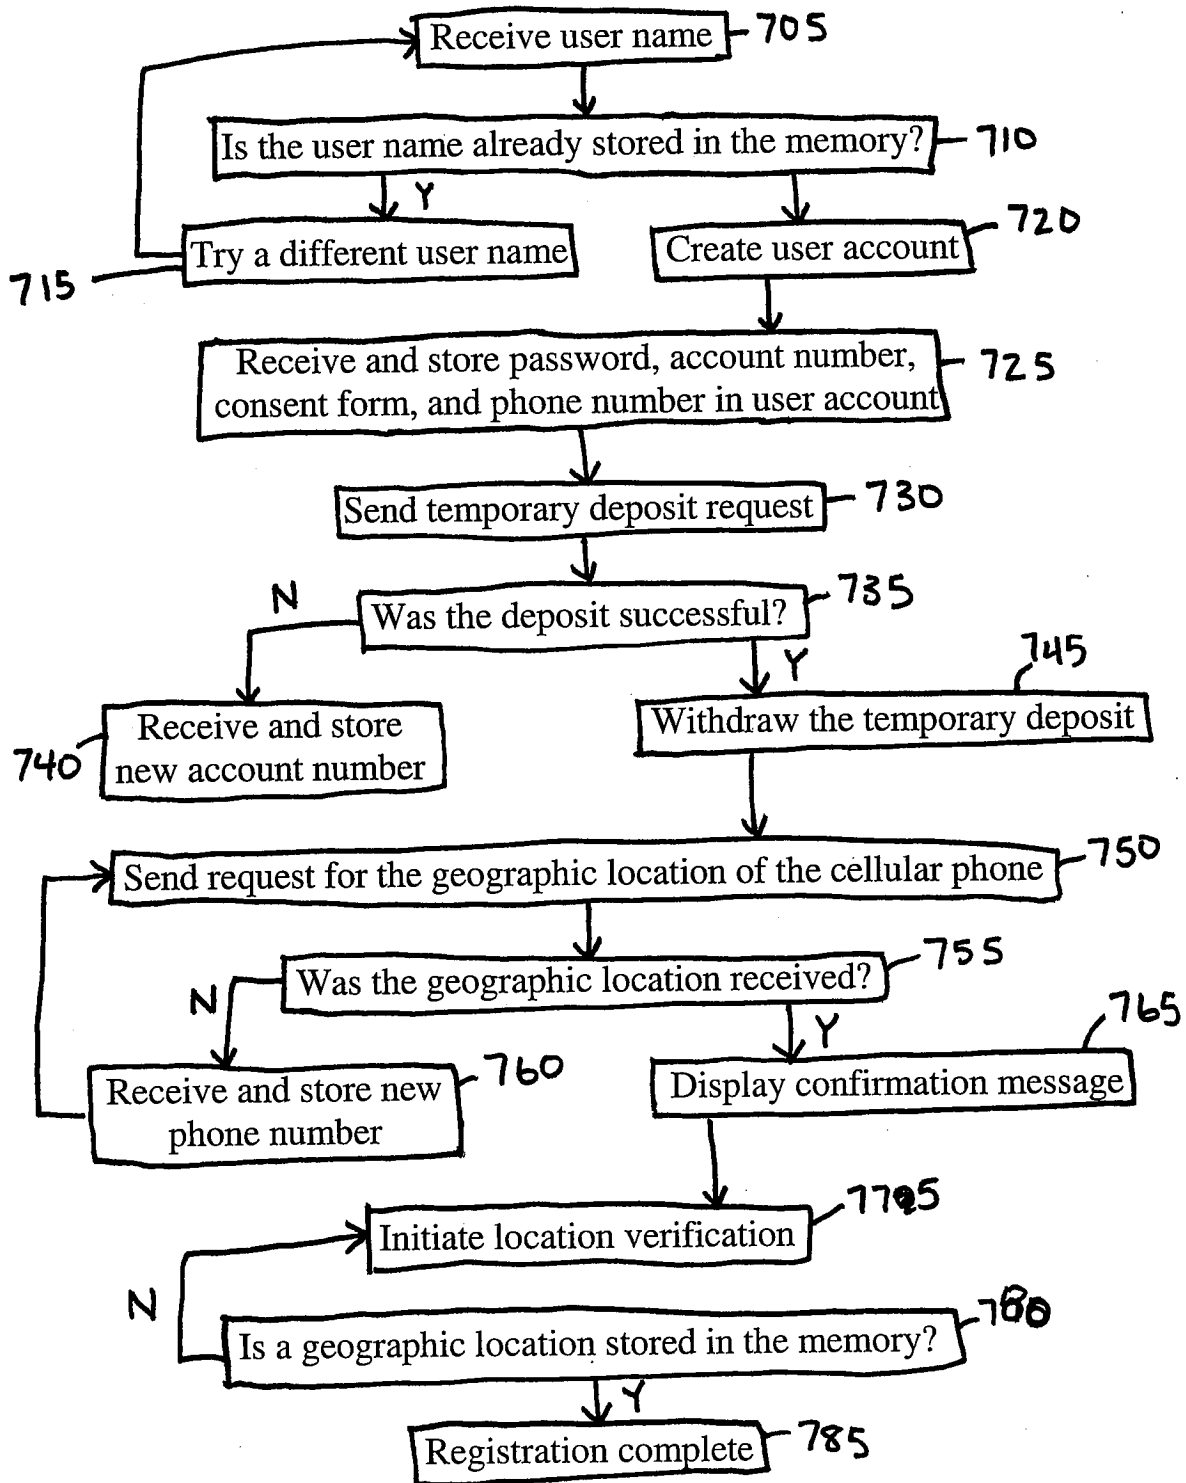 Receive user name
705
Is the user name already stored in the memory?
710
Y
Try a different user name
715
Create user account
720
Receive and store password, account number,
consent form, and phone number in user account
725
Send temporary deposit request
730
Was the deposit successful?
735
N
Y
745
Receive and store
new account number
740
Withdraw the temporary deposit
Send request for the geographic location of the cellular phone
750
Was the geographic location received?
755
N
Y
765
Receive and store new
phone number
760
Display confirmation message
Initiate location verification
N
Is a geographic location stored in the memory?
780
Y
Registration complete
785